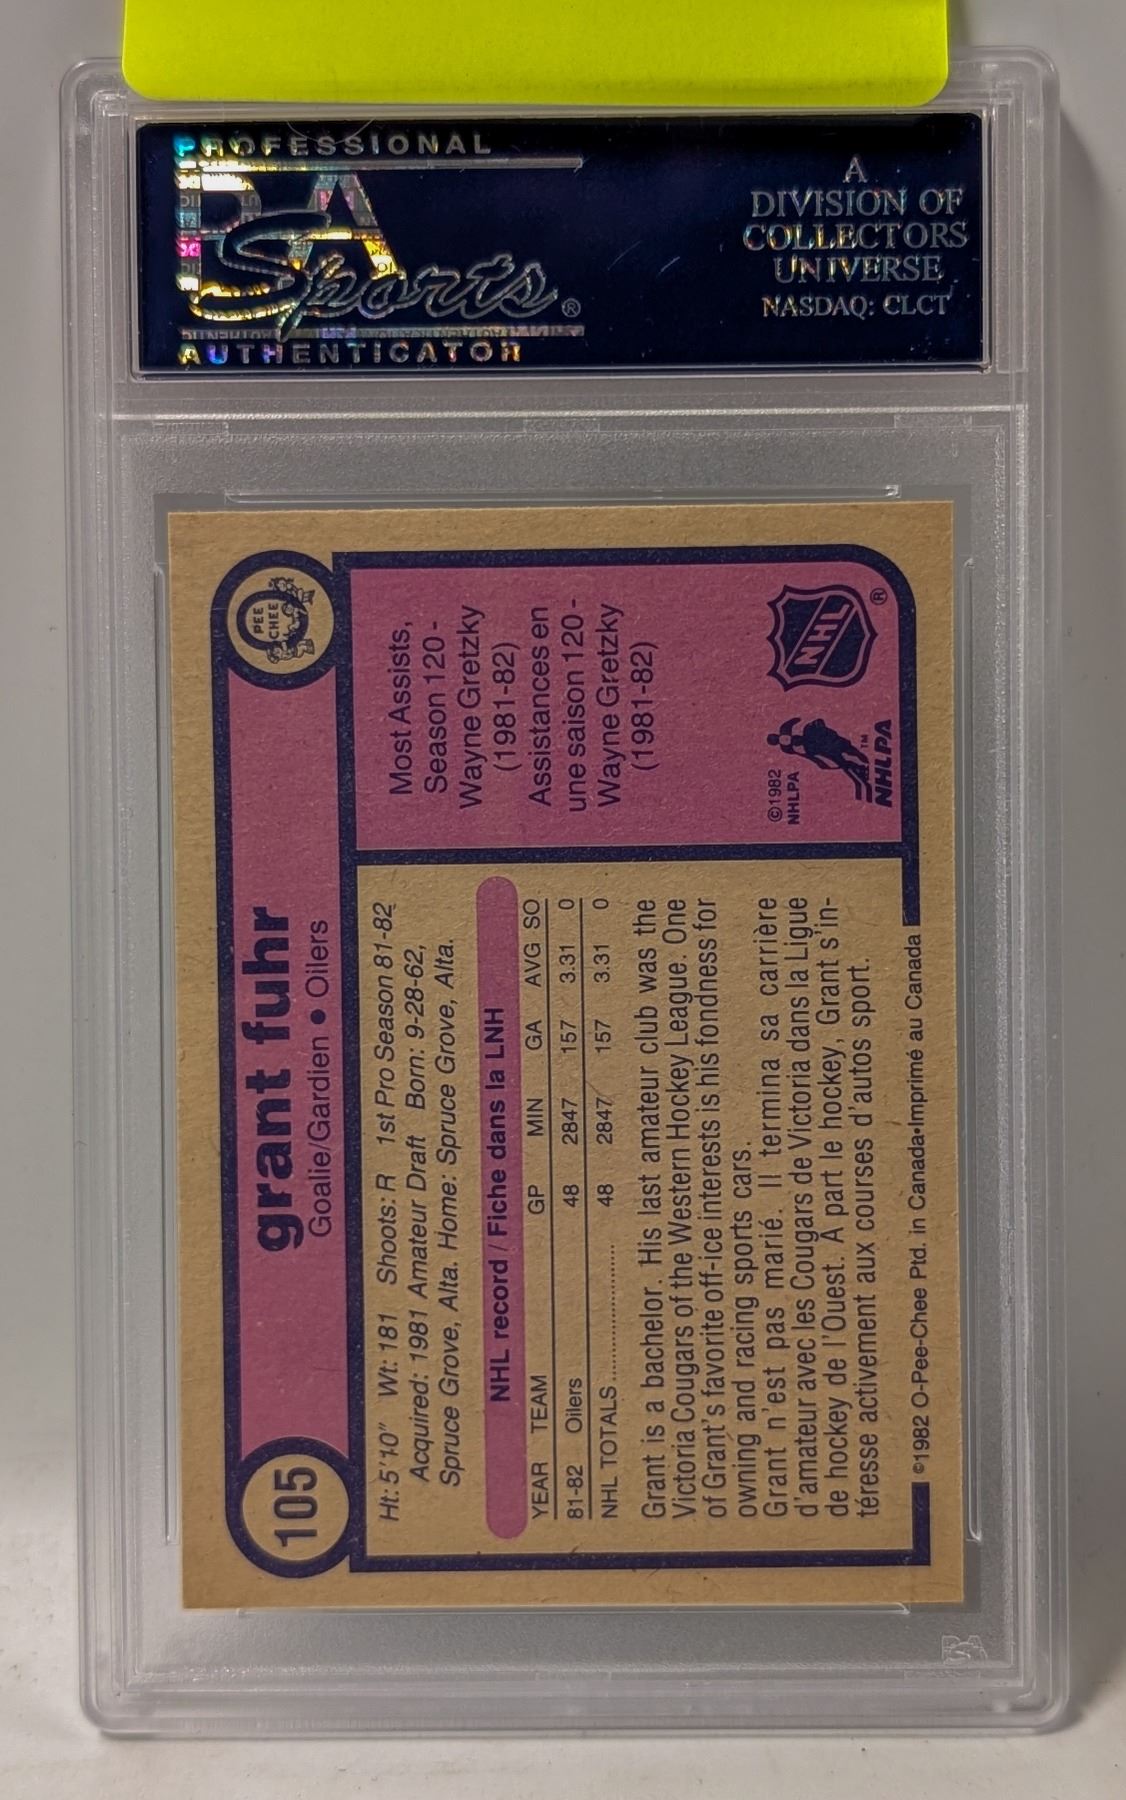 PROFESSIONAL
PSA
Sports®
AUTHENTICATOR
A
DIVISION OF
COLLECTORS
UNIVERSE
NASDAQ: CLCT
105
grant fuhr
Goalie/Gardien • Oilers
O
PEE
CHEE
Ht: 5'10" Wt: 181 Shoots: R 1st Pro Season 81-82
Acquired: 1981 Amateur Draft Born: 9-28-62,
Spruce Grove, Alta. Home: Spruce Grove, Alta.
NHL record / Fiche dans la LNH
YEAR TEAM GP MIN GA AVG SO
81-82 Oilers 48 2847 157 3.31 0
NHL TOTALS .................... 48 2847 157 3.31 0
Grant is a bachelor. His last amateur club was the
Victoria Cougars of the Western Hockey League. One
of Grant's favorite off-ice interests is his fondness for
owning and racing sports cars.
Grant n'est pas marié. Il termina sa carrière
d'amateur avec les Cougars de Victoria dans la Ligue
de hockey de l'Ouest. À part le hockey, Grant s'in-
téresse activement aux courses d'autos sport.
©1982 O-Pee-Chee Ptd. in Canada•Imprimé au Canada
Most Assists,
Season 120 -
Wayne Gretzky
(1981-82)
Assistances en
une saison 120 -
Wayne Gretzky
(1981-82)
©1982
NHLPA
NHLPA™
NHL®
PSA